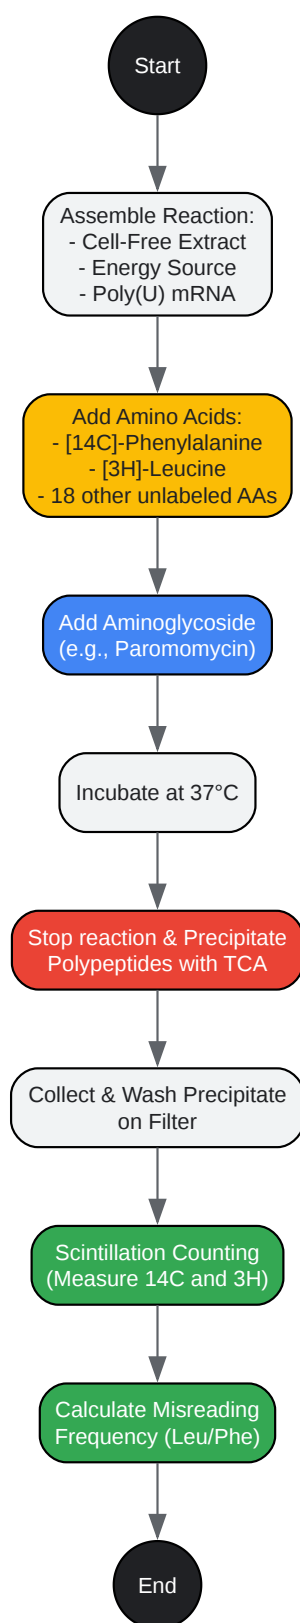 Start
Assemble Reaction:
- Cell-Free Extract
- Energy Source
- Poly(U) mRNA
Add Amino Acids:
- [14C]-Phenylalanine
- [3H]-Leucine
- 18 other unlabeled AAs
Add Aminoglycoside
(e.g., Paromomycin)
Incubate at 37°C
Stop reaction & Precipitate
Polypeptides with TCA
Collect & Wash Precipitate
on Filter
Scintillation Counting
(Measure 14C and 3H)
Calculate Misreading
Frequency (Leu/Phe)
End